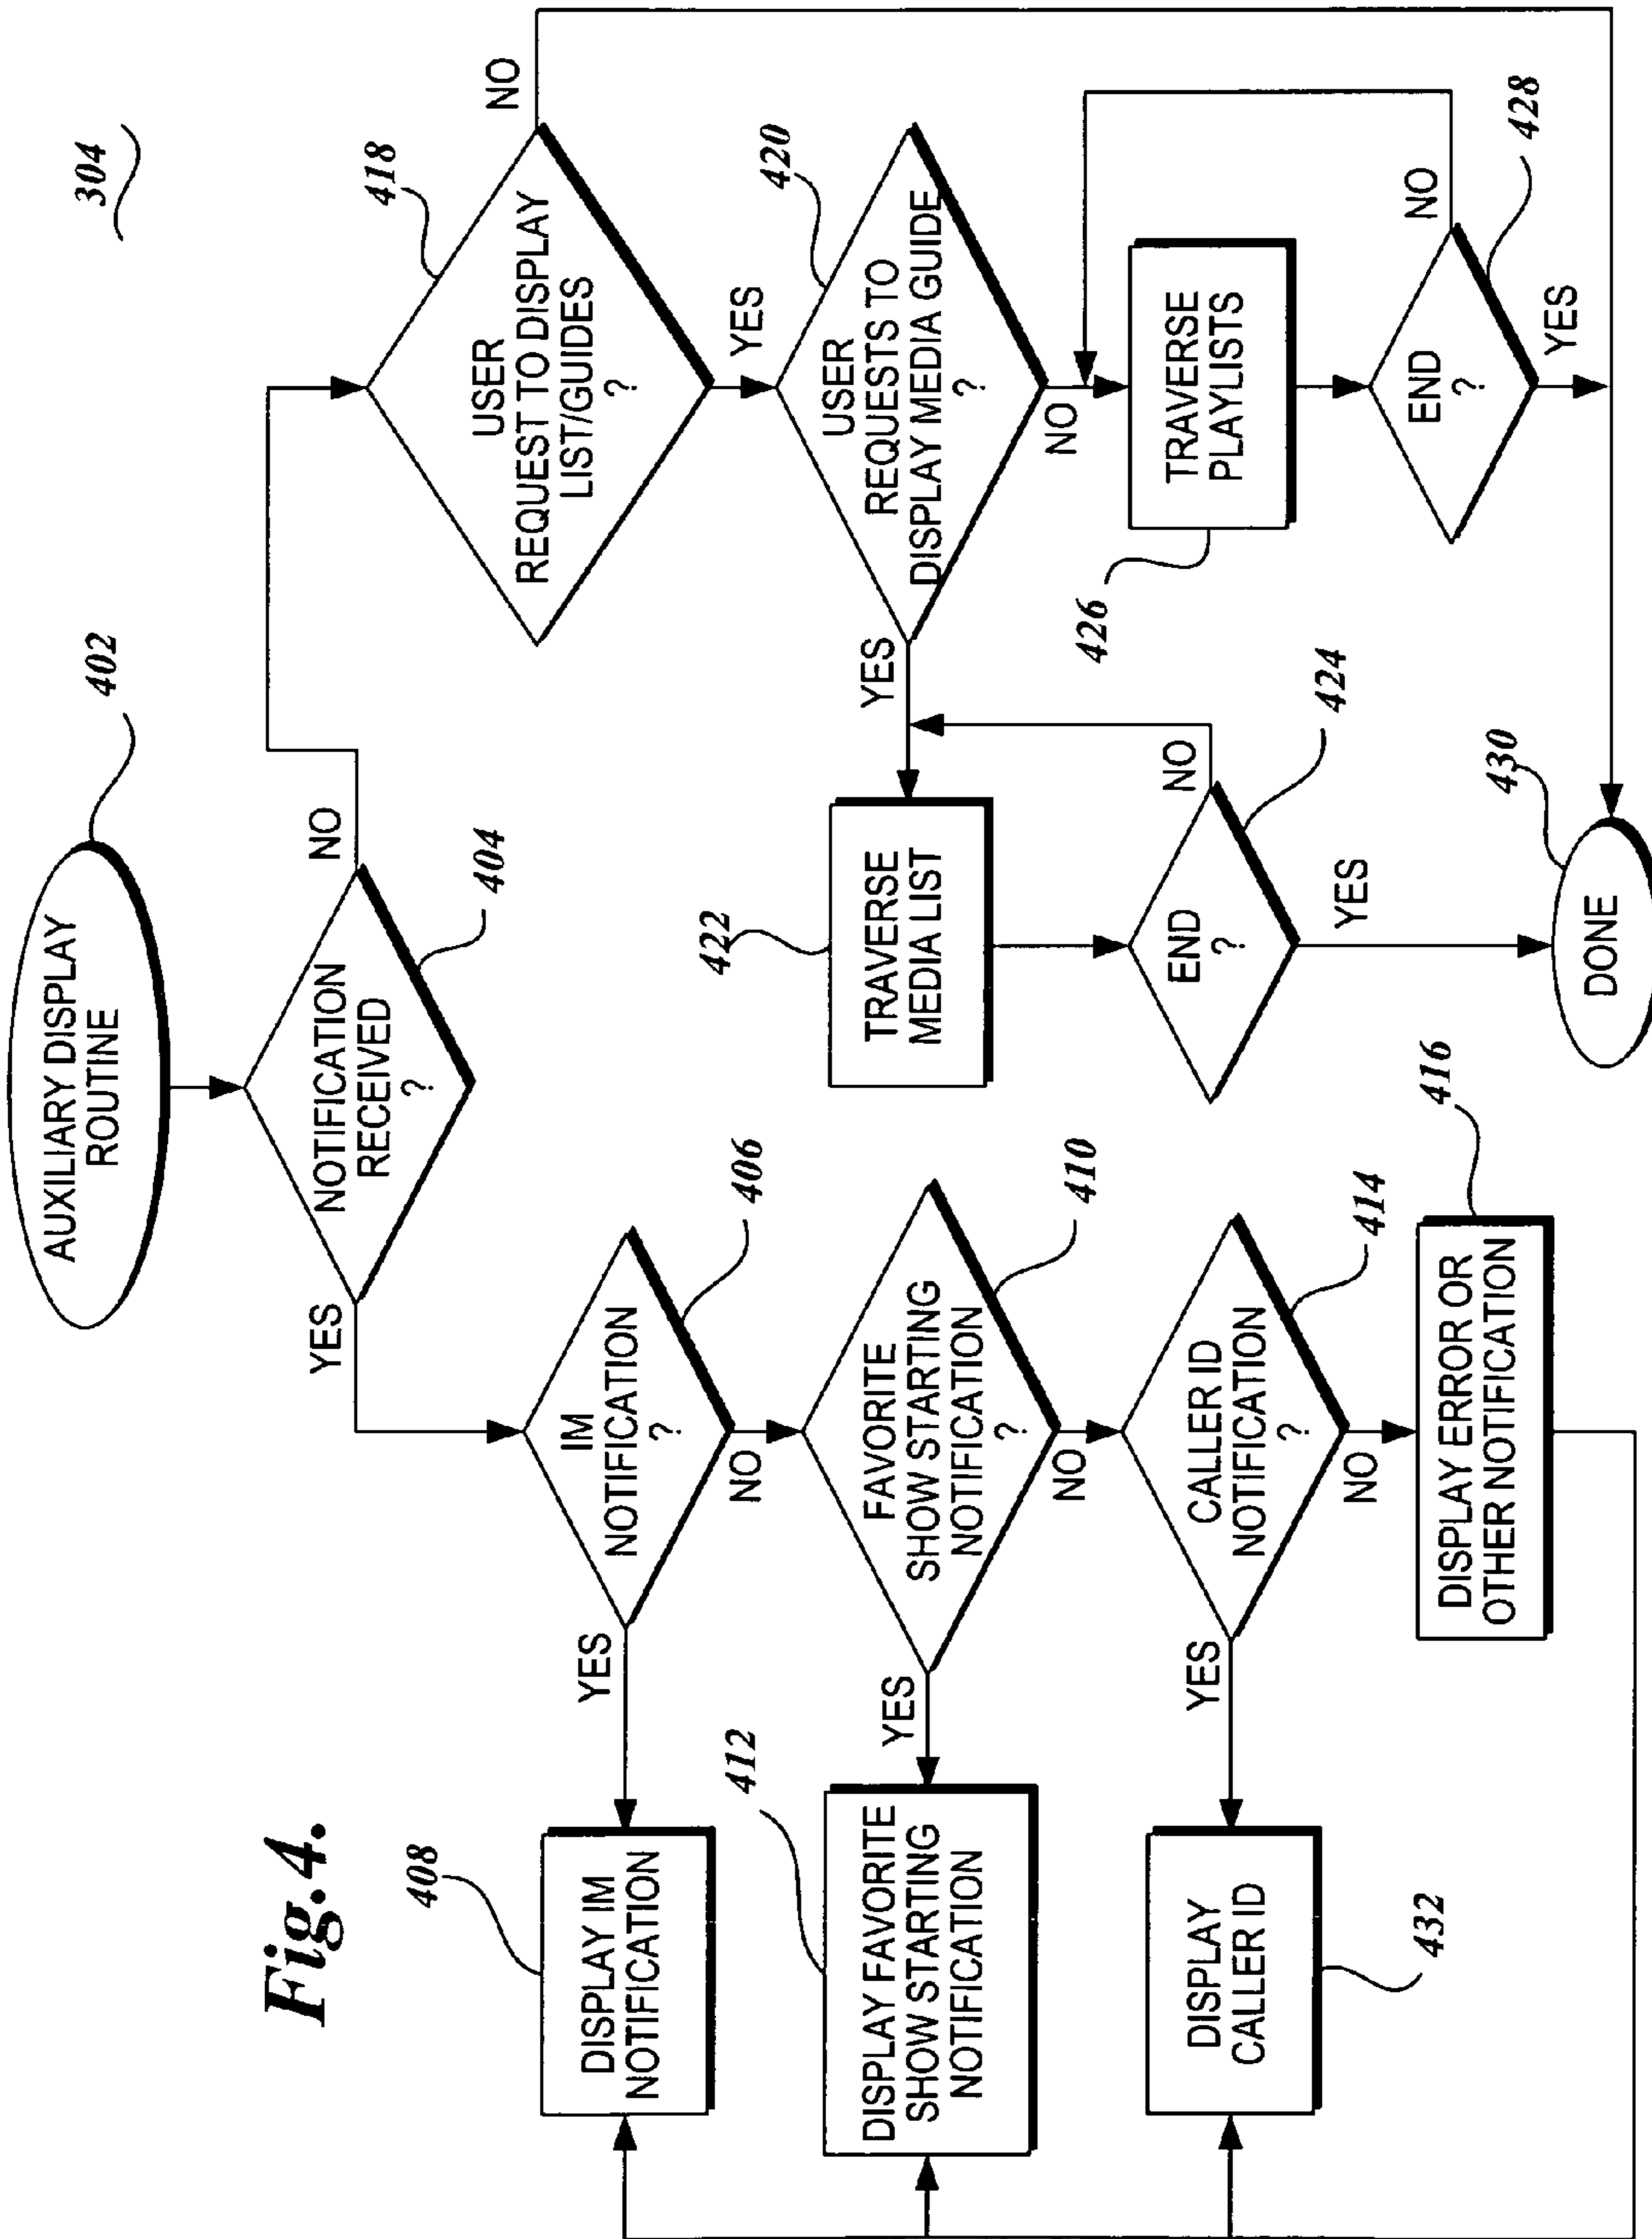 Fig.4.
304
AUXILIARY DISPLAY
ROUTINE
402
NOTIFICATION
RECEIVED
?
404
YES
NO
IM
NOTIFICATION
?
406
YES
NO
DISPLAY IM
NOTIFICATION
408
FAVORITE
SHOW STARTING
NOTIFICATION
?
410
YES
NO
DISPLAY FAVORITE
SHOW STARTING
NOTIFICATION
412
CALLER ID
NOTIFICATION
?
414
YES
NO
DISPLAY
CALLER ID
432
DISPLAY ERROR OR
OTHER NOTIFICATION
416
USER
REQUEST TO DISPLAY
LIST/GUIDES
?
418
NO
YES
USER
REQUESTS TO
DISPLAY MEDIA GUIDE
?
420
YES
NO
TRAVERSE
MEDIA LIST
422
END
?
424
NO
YES
TRAVERSE
PLAYLISTS
426
END
?
428
NO
YES
DONE
430